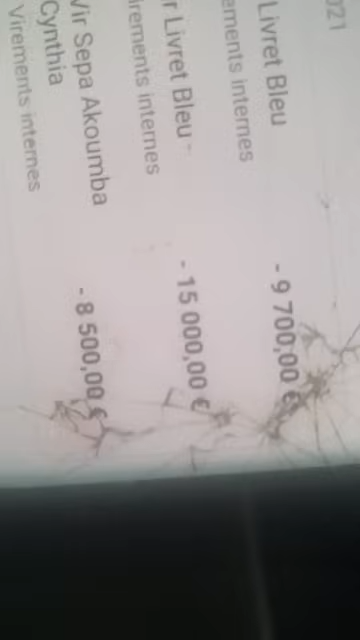 021
Livret Bleu
ements internes
- 9 700,00 €
r Livret Bleu -
irements internes
- 15 000,00 €
Vir Sepa Akoumba
Cynthia
Virements internes
- 8 500,00 €